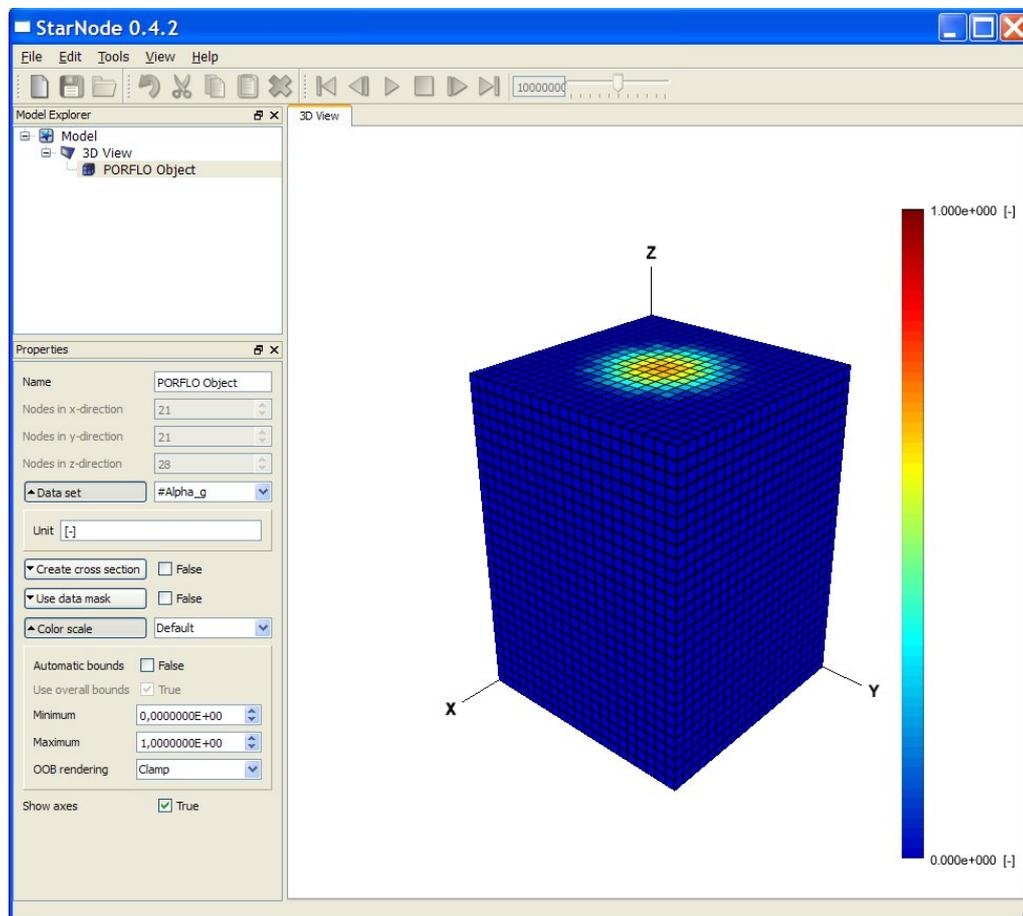 StarNode 0.4.2
File Edit Tools View Help
10000000
Model Explorer
Model
3D View
PORFLO Object
Properties
Name PORFLO Object
Nodes in x-direction 21
Nodes in y-direction 21
Nodes in z-direction 28
Data set #Alpha_g
Unit [-]
Create cross section False
Use data mask False
Color scale Default
Automatic bounds False
Use overall bounds True
Minimum 0,0000000E+00
Maximum 1,0000000E+00
OOB rendering Clamp
Show axes True
3D View
1.000e+000 [-]
Z
X
Y
0.000e+000 [-]